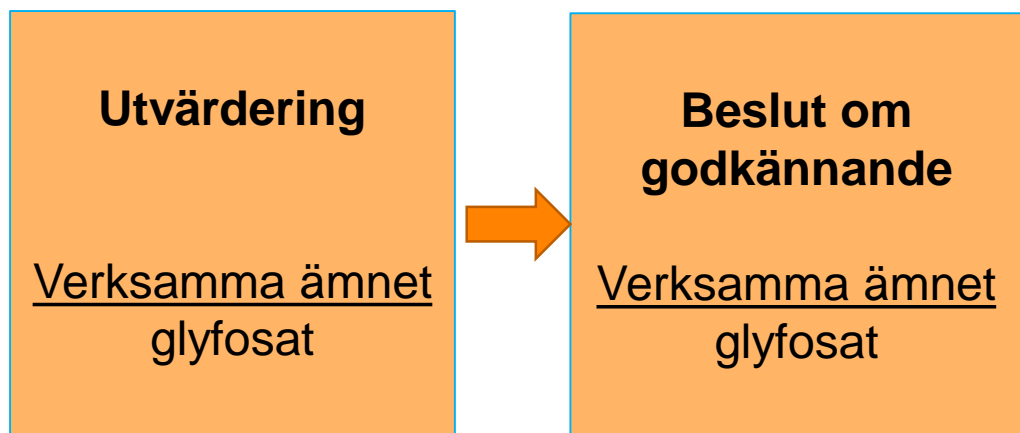 Utvärdering
Verksamma ämnet
glyfosat
Beslut om
godkännande
Verksamma ämnet
glyfosat